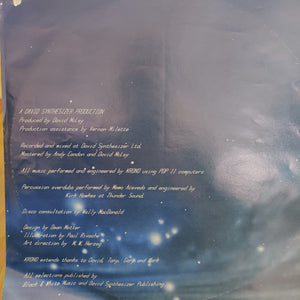 A DAVID SYNTHESIZER PRODUCTION
Produced by David McLey
Production assistance by Vernon Milette
Recorded and mixed at David Synthesizer Ltd.
Mastered by Andy London and David McLey
All music performed and engineered by KRONO using PDP 11 computers
Percussion overdubs performed by Memo Acevedo and engineered by
Kirk Hawkes at Thunder Sound.
Disco consultation by Wally MacDonald
Design by Dean Motter
Illustration by Paul Rivoche
Art direction by M. W. Herzog
KRONO extends thanks to David, Tony, Gary and Mark
All selections published by
Black & White Music and David Synthesizer Publishing.